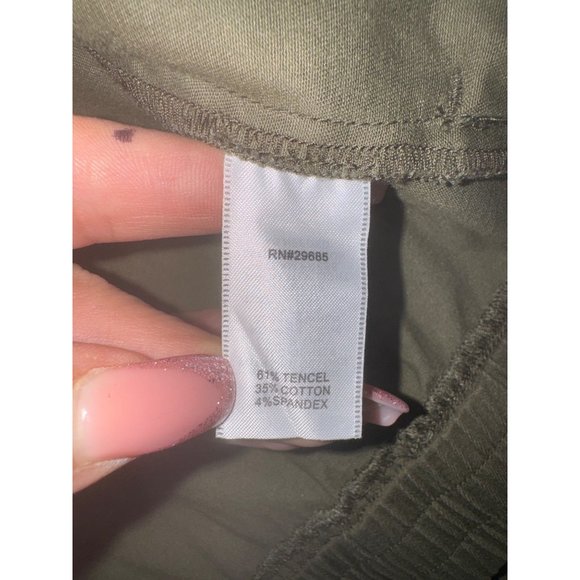 RN#29685
61% TENCEL
35% COTTON
4%SPANDEX